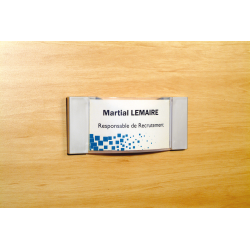 Martial LEMAIRE
Responsable de Recrutement